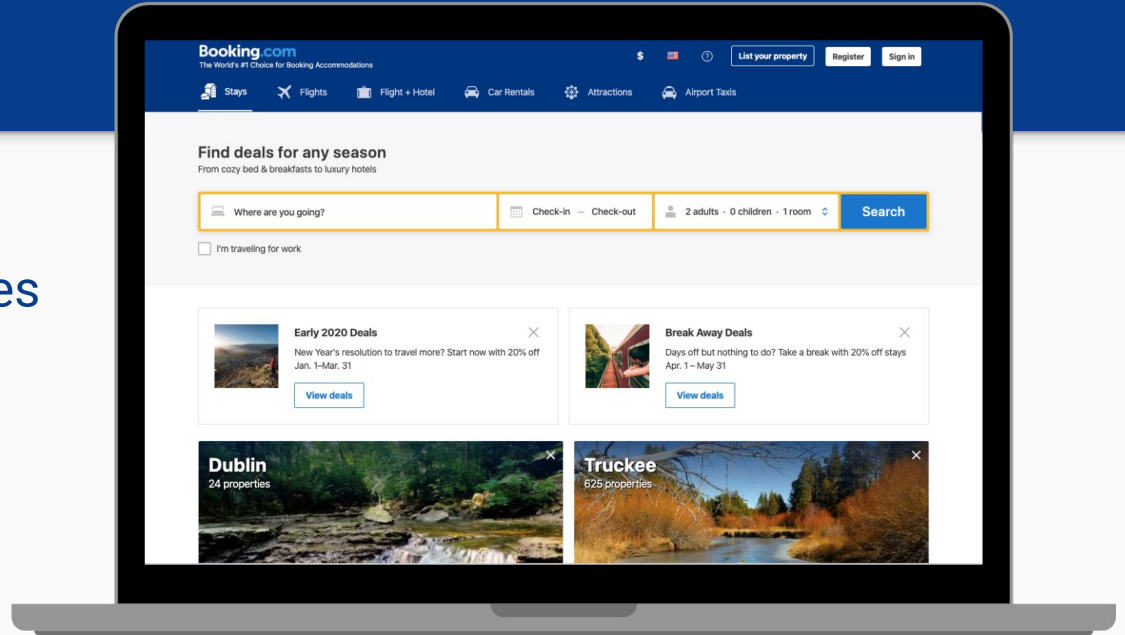 Booking.com
The World's #1 Choice for Booking Accommodations
$
List your property
Register
Sign in
Stays
Flights
Flight + Hotel
Car Rentals
Attractions
Airport Taxis
Find deals for any season
From cozy bed & breakfasts to luxury hotels
Where are you going?
Check-in — Check-out
2 adults · 0 children · 1 room
Search
I'm traveling for work
es
Early 2020 Deals
New Year's resolution to travel more? Start now with 20% off
Jan. 1–Mar. 31
View deals
Break Away Deals
Days off but nothing to do? Take a break with 20% off stays
Apr. 1 – May 31
View deals
Dublin
24 properties
Truckee
625 properties